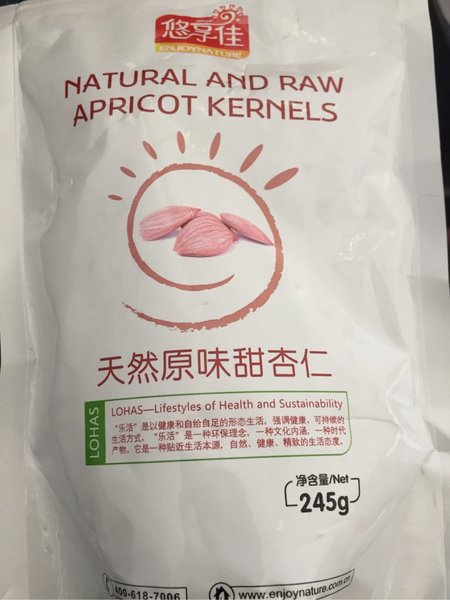 悠享佳
ENJOYNATURE
NATURAL AND RAW
APRICOT KERNELS
天然原味甜杏仁
LOHAS
LOHAS—Lifestyles of Health and Sustainability
“乐活”是以健康和自给自足的形态生活，强调健康、可持续的
生活方式。“乐活”是一种环保理念，一种文化内涵，一种时代
产物，它是一种贴近生活本源，自然、健康、精致的生活态度。
净含量/Net
245g
400-618-7006
www.enjoynature.com.cn